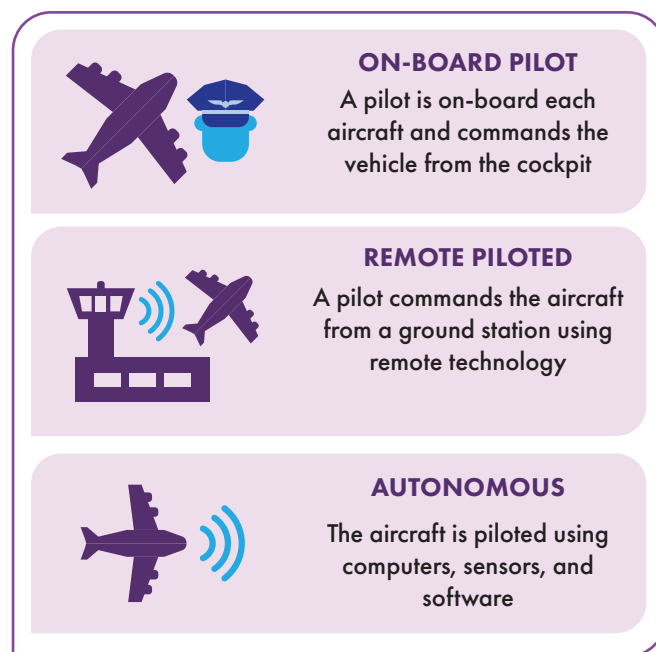 ON-BOARD PILOT
A pilot is on-board each
aircraft and commands the
vehicle from the cockpit
REMOTE PILOTED
A pilot commands the aircraft
from a ground station using
remote technology
AUTONOMOUS
The aircraft is piloted using
computers, sensors, and
software